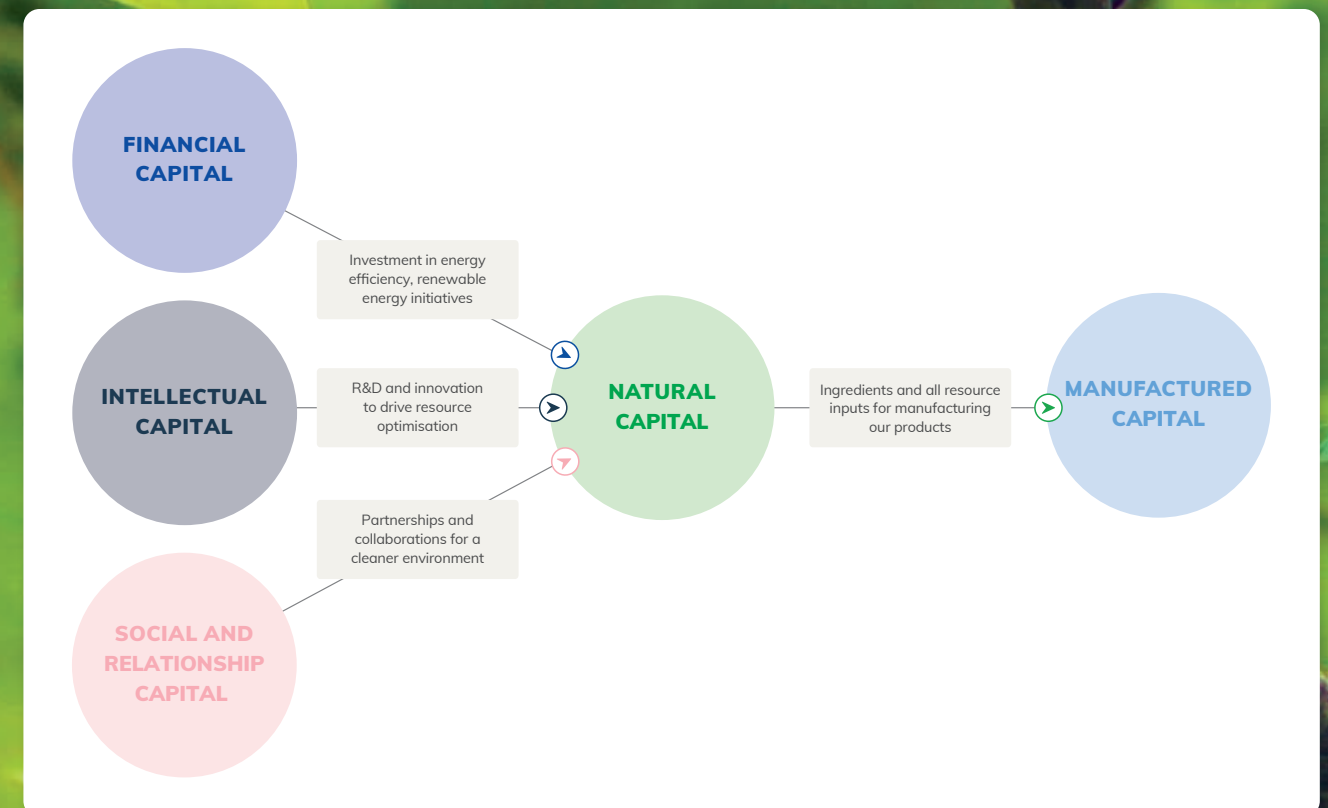 FINANCIAL
CAPITAL
Investment in energy
efficiency, renewable
energy initiatives
INTELLECTUAL
CAPITAL
R&D and innovation
to drive resource
optimisation
SOCIAL AND
RELATIONSHIP
CAPITAL
Partnerships and
collaborations for a
cleaner environment
NATURAL
CAPITAL
Ingredients and all resource
inputs for manufacturing
our products
MANUFACTURED
CAPITAL